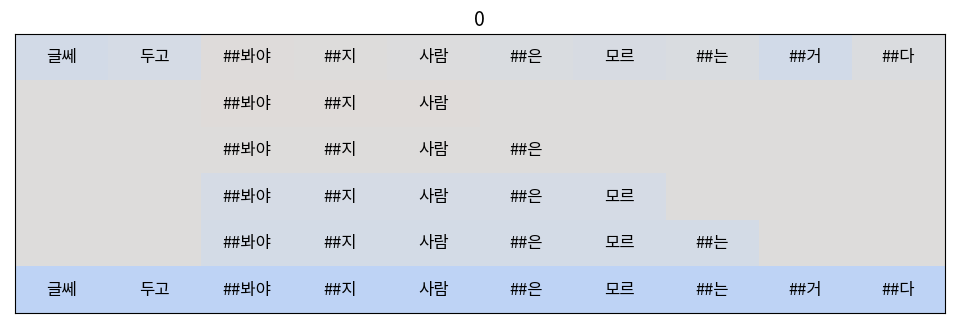 0
글쎄 두고 ##봐야 ##지 사람 ##은 모르 ##는 ##거 ##다
##봐야 ##지 사람
##봐야 ##지 사람 ##은
##봐야 ##지 사람 ##은 모르
##봐야 ##지 사람 ##은 모르 ##는
글쎄 두고 ##봐야 ##지 사람 ##은 모르 ##는 ##거 ##다